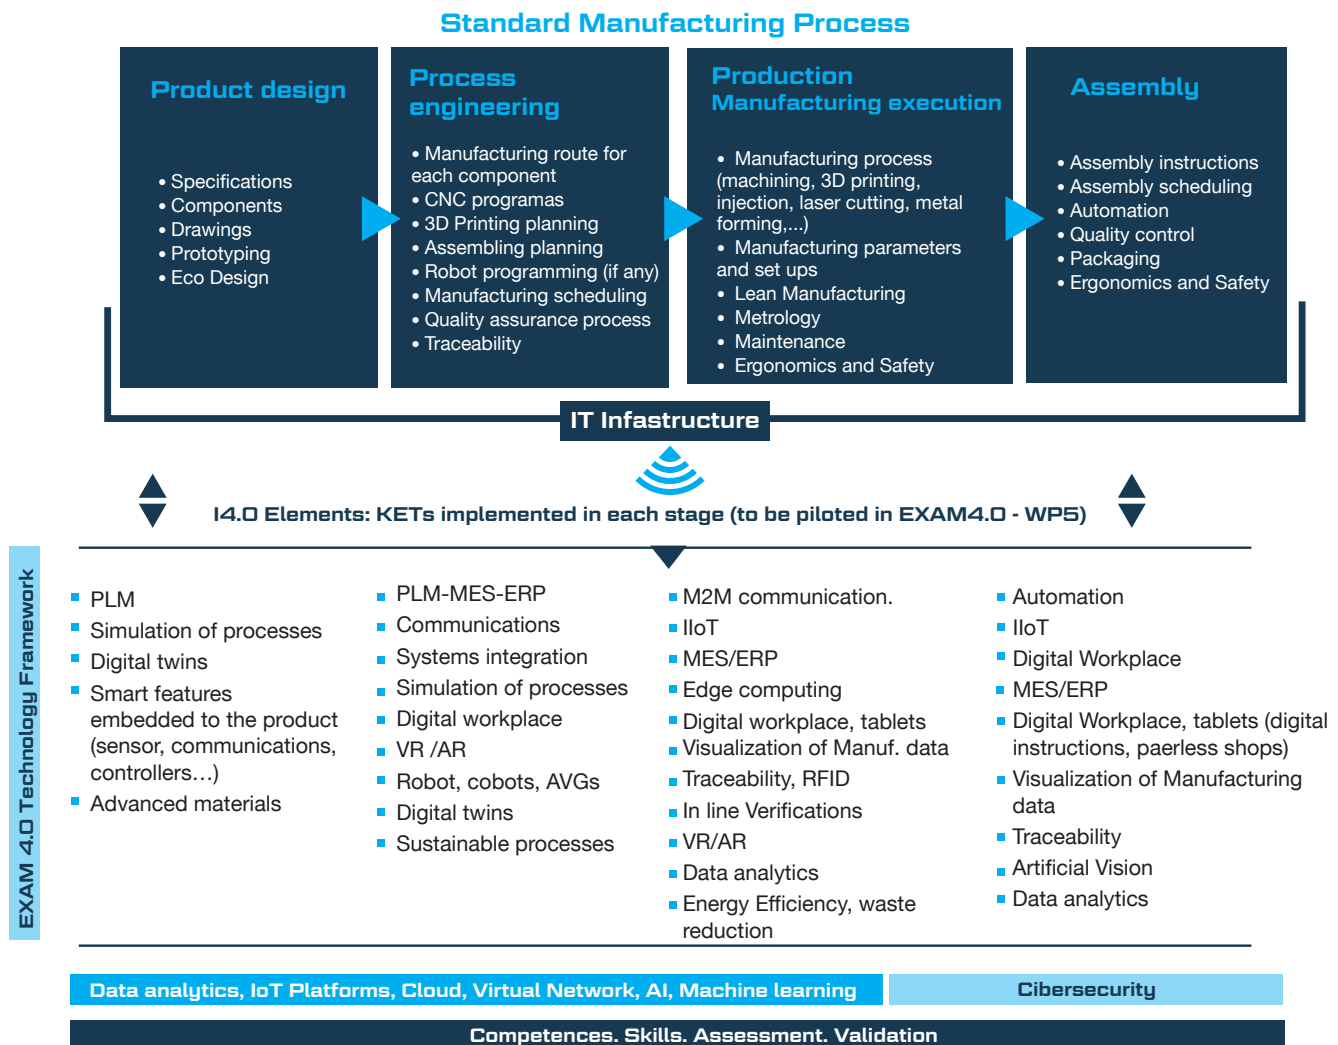 Standard Manufacturing Process
Product design
• Specifications
• Components
• Drawings
• Prototyping
• Eco Design
Process
engineering
• Manufacturing route for
each component
• CNC programas
• 3D Printing planning
• Assembling planning
• Robot programming (if any)
• Manufacturing scheduling
• Quality assurance process
• Traceability
Production
Manufacturing execution
• Manufacturing process
(machining, 3D printing,
injection, laser cutting, metal
forming,...)
• Manufacturing parameters
and set ups
• Lean Manufacturing
• Metrology
• Maintenance
• Ergonomics and Safety
Assembly
• Assembly instructions
• Assembly scheduling
• Automation
• Quality control
• Packaging
• Ergonomics and Safety
IT Infastructure
I4.0 Elements: KETs implemented in each stage (to be piloted in EXAM4.0 - WP5)
EXAM 4.0 Technology Framework
PLM
Simulation of processes
Digital twins
Smart features
embedded to the product
(sensor, communications,
controllers…)
Advanced materials
PLM-MES-ERP
Communications
Systems integration
Simulation of processes
Digital workplace
VR /AR
Robot, cobots, AVGs
Digital twins
Sustainable processes
M2M communication.
IIoT
MES/ERP
Edge computing
Digital workplace, tablets
Visualization of Manuf. data
Traceability, RFID
In line Verifications
VR/AR
Data analytics
Energy Efficiency, waste
reduction
Automation
IIoT
Digital Workplace
MES/ERP
Digital Workplace, tablets (digital
instructions, paerless shops)
Visualization of Manufacturing
data
Traceability
Artificial Vision
Data analytics
Data analytics, IoT Platforms, Cloud, Virtual Network, AI, Machine learning
Cibersecurity
Competences. Skills. Assessment. Validation